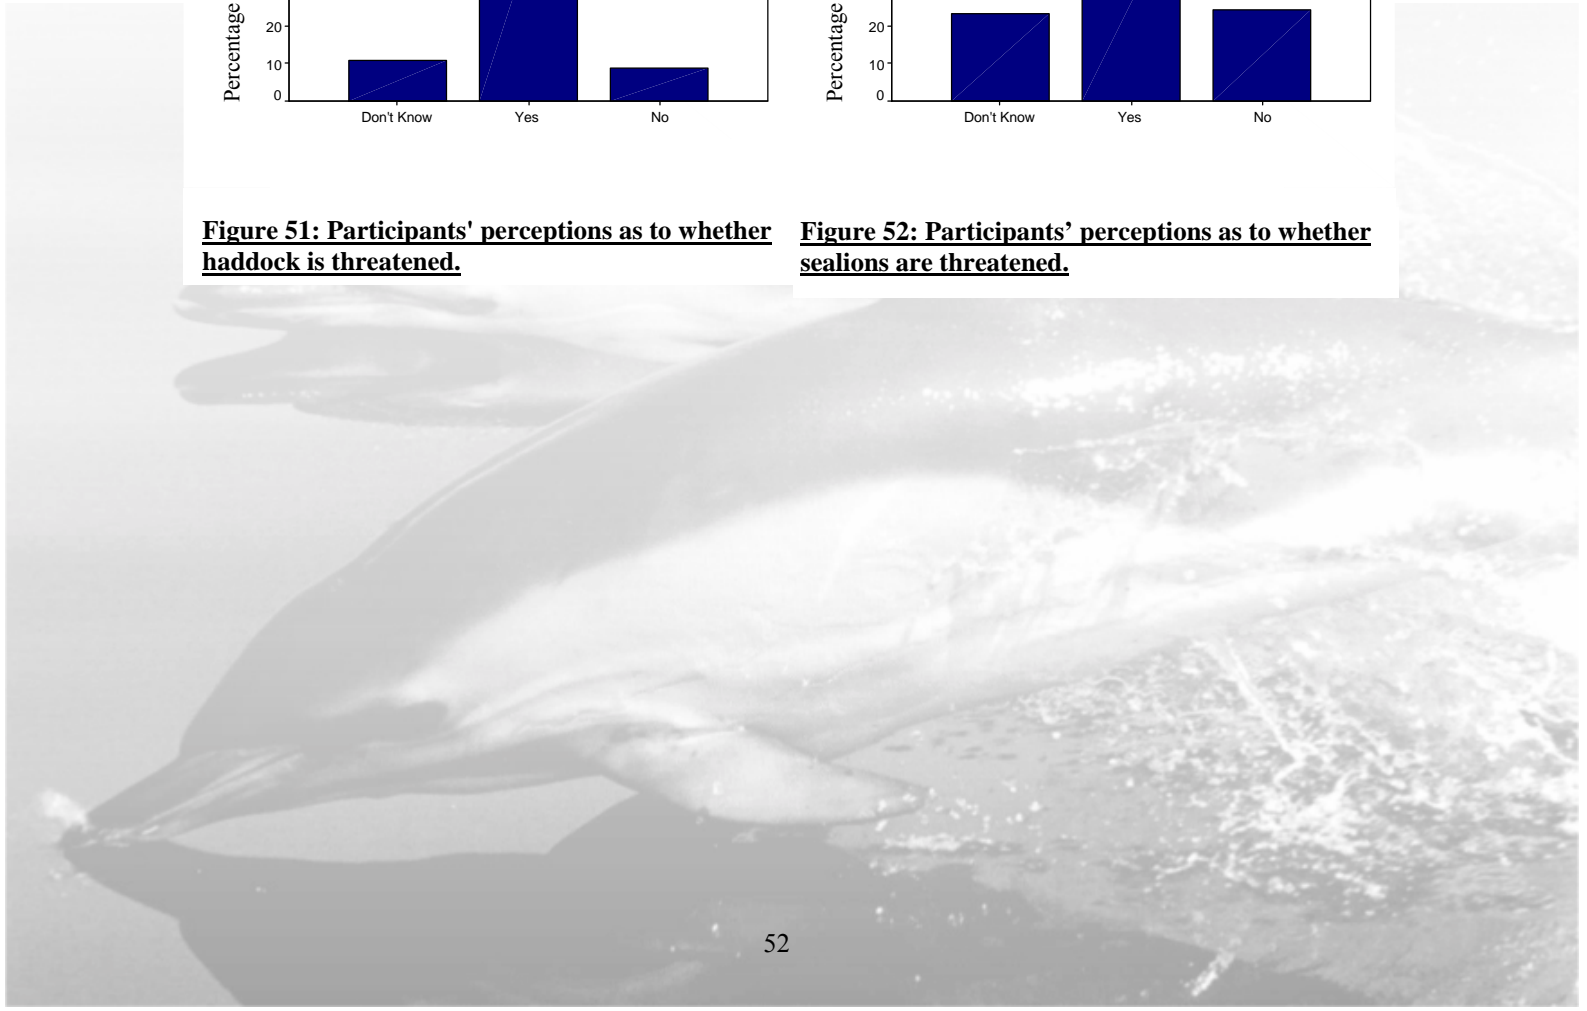 Percentage
20
10
0
Don't Know
Yes
No
Percentage
20
10
0
Don't Know
Yes
No
Figure 51: Participants' perceptions as to whether
haddock is threatened.
Figure 52: Participants’ perceptions as to whether
sealions are threatened.
52